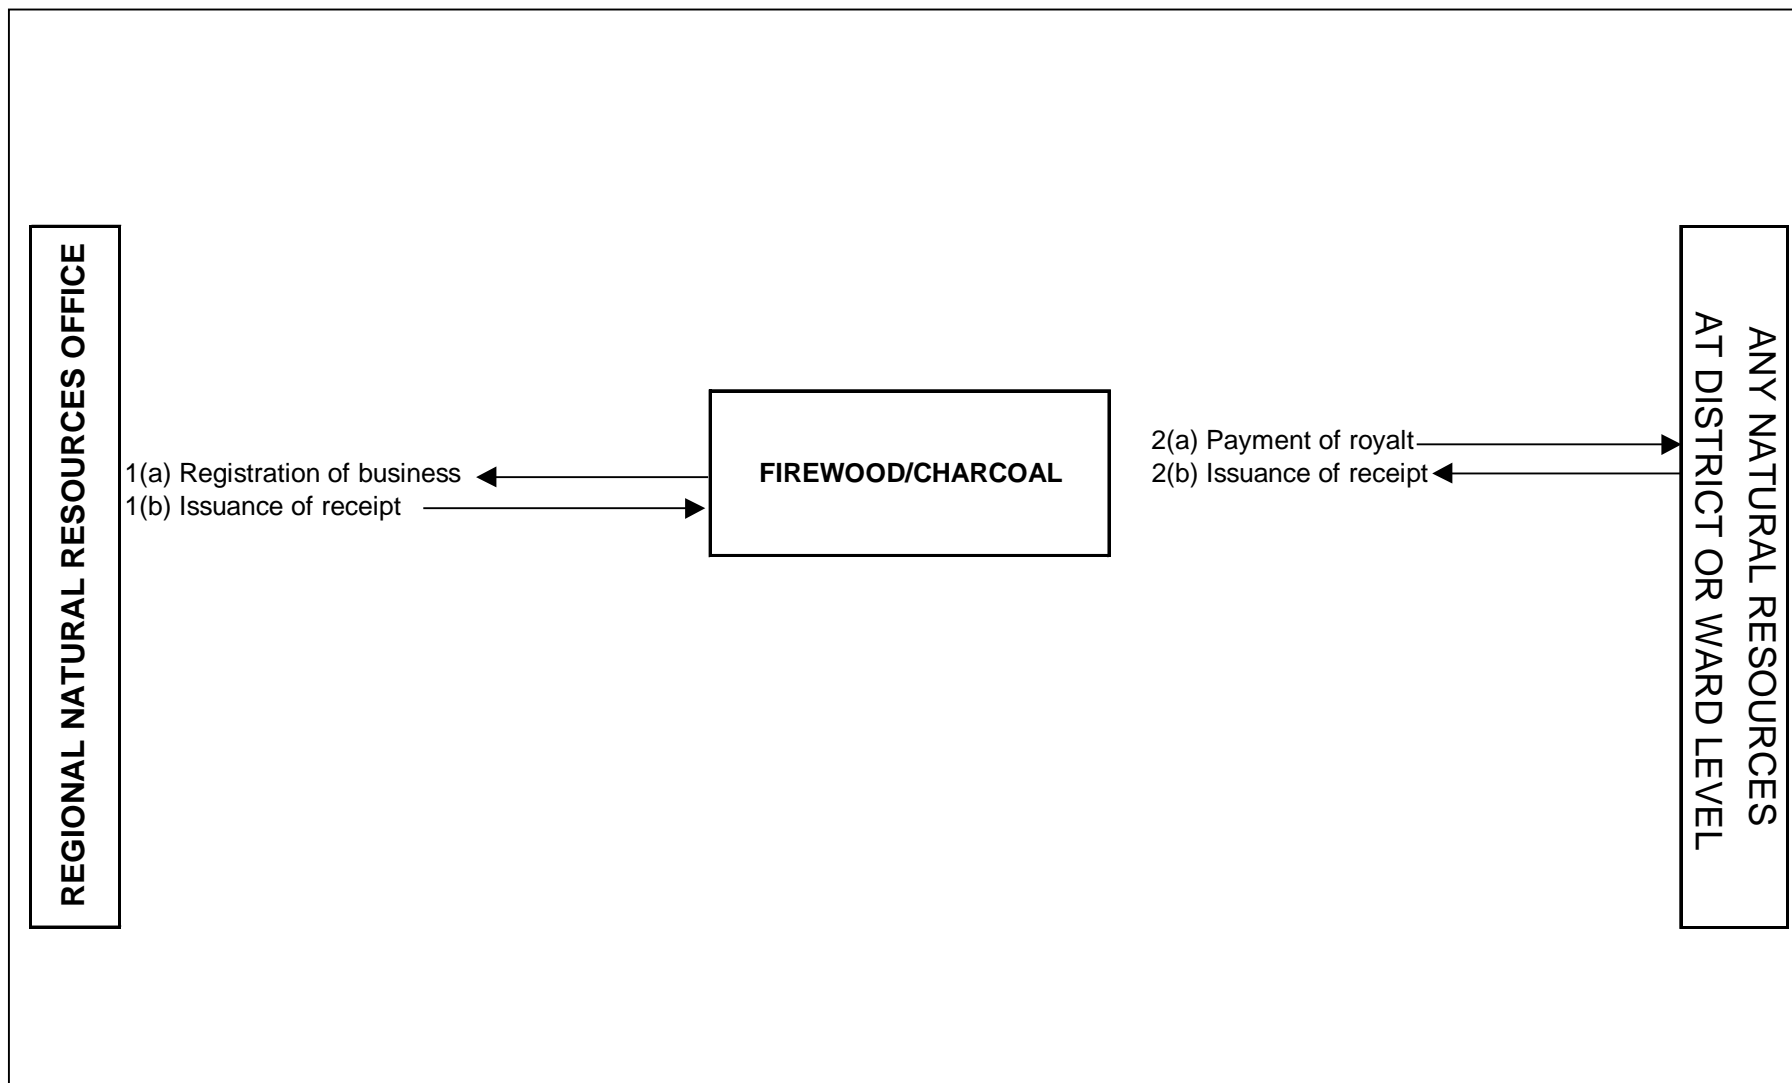 REGIONAL NATURAL RESOURCES OFFICE
1(a) Registration of business
1(b) Issuance of receipt
FIREWOOD/CHARCOAL
2(a) Payment of royalt
2(b) Issuance of receipt
ANY NATURAL RESOURCES
AT DISTRICT OR WARD LEVEL